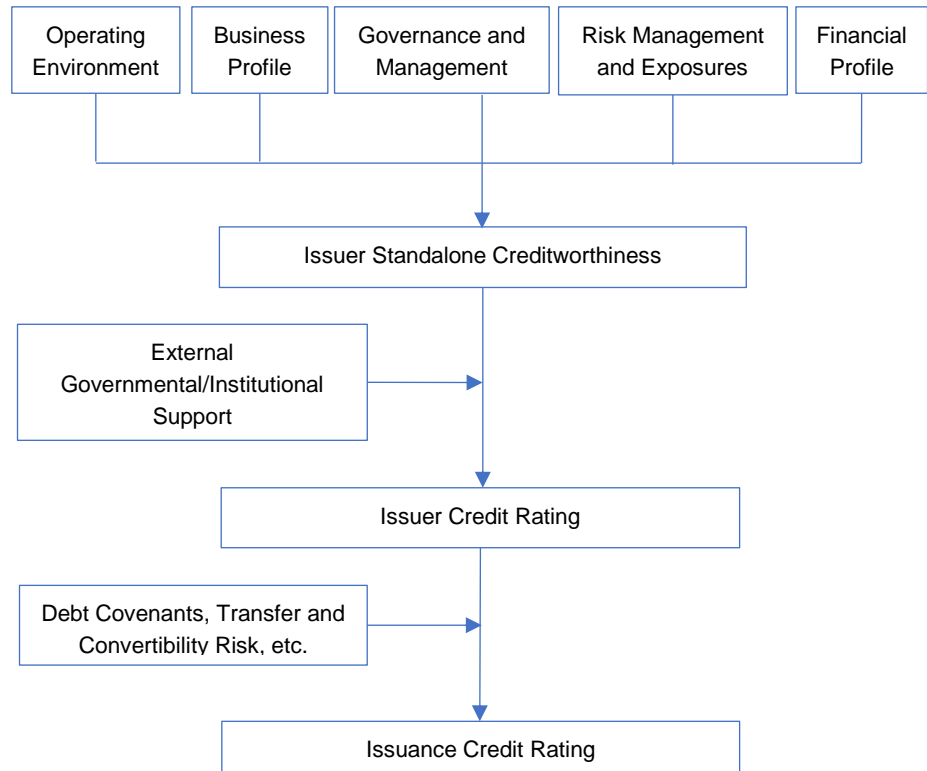 Operating
Environment
Business
Profile
Governance and
Management
Risk Management
and Exposures
Financial
Profile
Issuer Standalone Creditworthiness
External
Governmental/Institutional
Support
Issuer Credit Rating
Debt Covenants, Transfer and
Convertibility Risk, etc.
Issuance Credit Rating